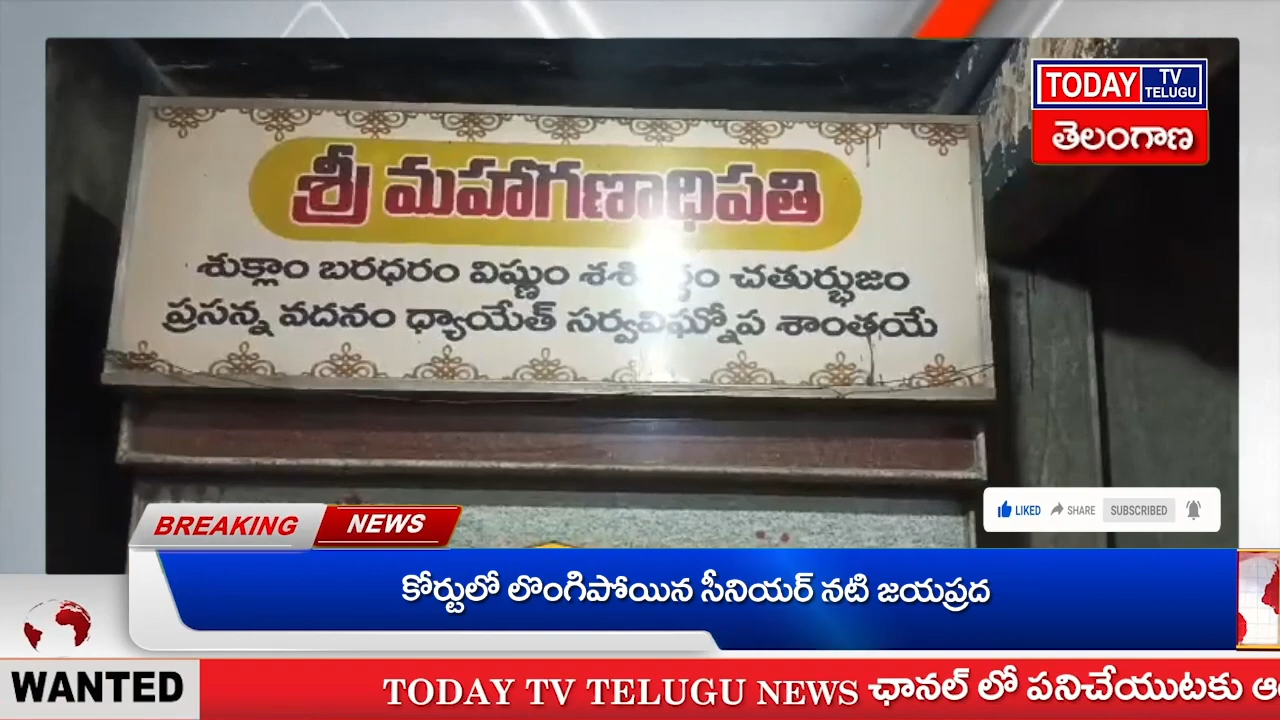 TODAY TV TELUGU
తెలంగాణ
శ్రీ మహాగణాధిపతి
శుక్లాం బరధరం విష్ణుం చతుర్భుజం
ప్రసన్న వదనం ధ్యాయేత్ సర్వవిఘ్నోప శాంతయే
LIKED SHARE SUBSCRIBED
BREAKING NEWS
కోర్టులో లొంగిపోయిన సీనియర్ నటి జయప్రద
WANTED TODAY TV TELUGU NEWS ఛానల్ లో పనిచేయుటకు